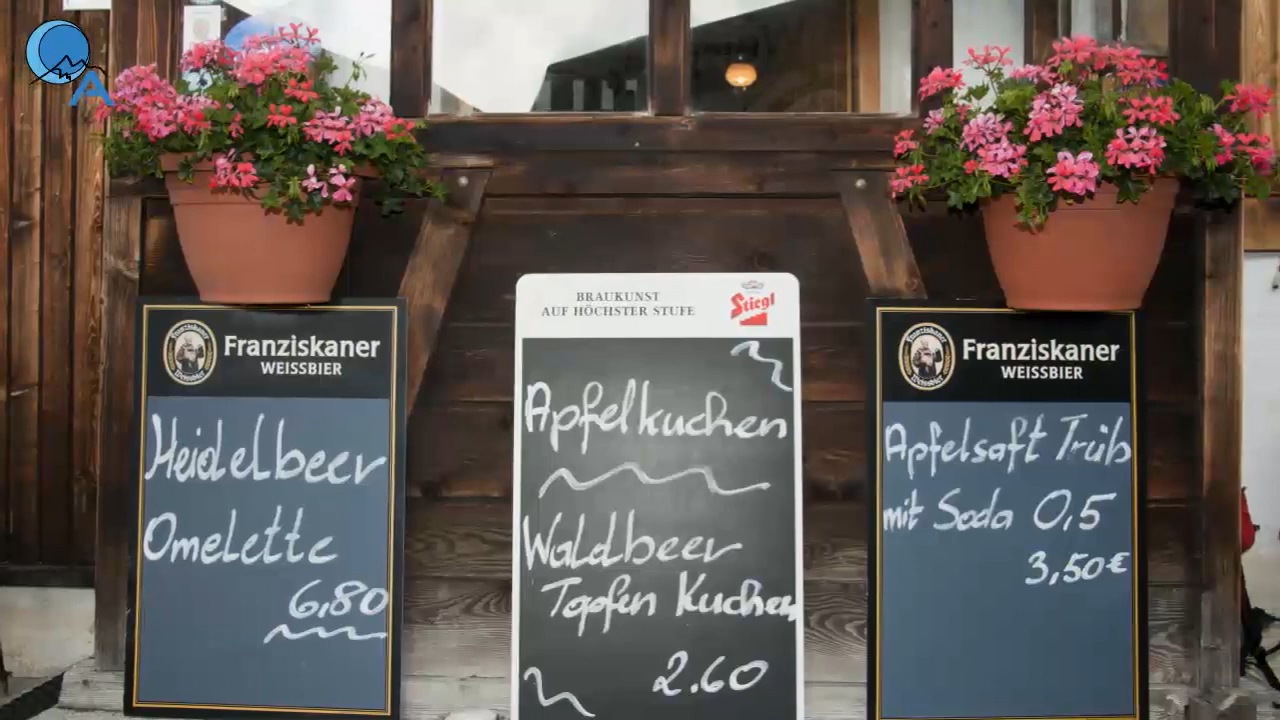 A
Franziskaner
WEISSBIER
Heidelbeer
Omelette
6,80
BRAUKUNST
AUF HÖCHSTER STUFE
Stiegl
Apfelkuchen
Waldbeer
Topfen Kuchen
2.60
Franziskaner
WEISSBIER
Apfelsaft Trüb
mit Soda 0,5
3,50€